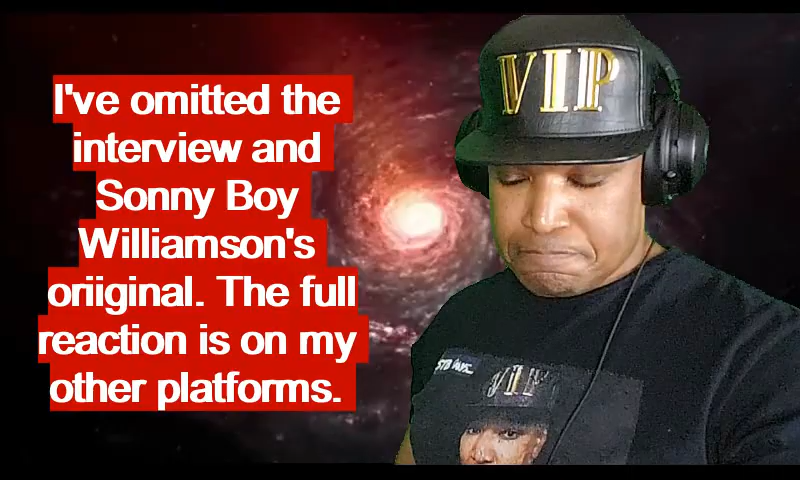 I've omitted the
interview and
Sonny Boy
Williamson's
oriiginal. The full
reaction is on my
other platforms.
VIP
VIP